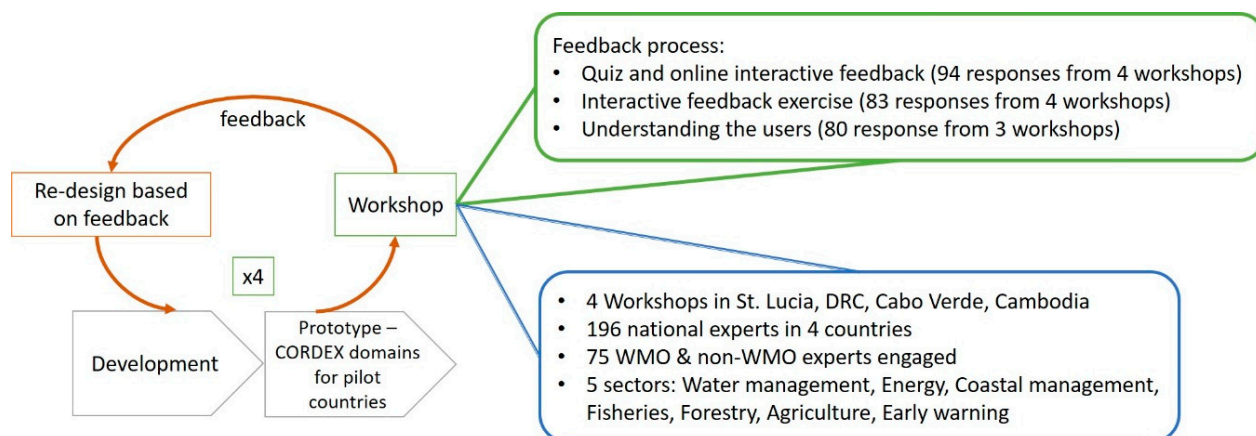 Feedback process:
• Quiz and online interactive feedback (94 responses from 4 workshops)
• Interactive feedback exercise (83 responses from 4 workshops)
• Understanding the users (80 response from 3 workshops)
feedback
Re-design based
on feedback
Workshop
x4
Development
Prototype –
CORDEX domains
for pilot
countries
• 4 Workshops in St. Lucia, DRC, Cabo Verde, Cambodia
• 196 national experts in 4 countries
• 75 WMO & non-WMO experts engaged
• 5 sectors: Water management, Energy, Coastal management,
Fisheries, Forestry, Agriculture, Early warning